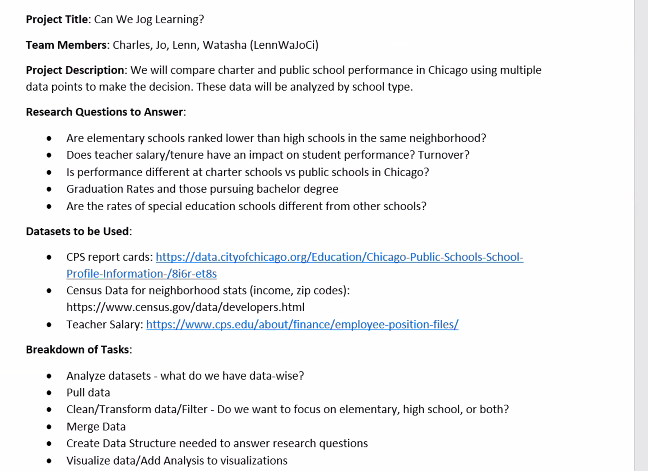 Project Title: Can We Jog Learning?
Team Members: Charles, Jo, Lenn, Watasha (LennWaJoCi)
Project Description: We will compare charter and public school performance in Chicago using multiple
data points to make the decision. These data will be analyzed by school type.
Research Questions to Answer:
• Are elementary schools ranked lower than high schools in the same neighborhood?
• Does teacher salary/tenure have an impact on student performance? Turnover?
• Is performance different at charter schools vs public schools in Chicago?
• Graduation Rates and those pursuing bachelor degree
• Are the rates of special education schools different from other schools?
Datasets to be Used:
• CPS report cards: https://data.cityofchicago.org/Education/Chicago-Public-Schools-School-
Profile-Information-/8i6r-et8s
• Census Data for neighborhood stats (income, zip codes):
https://www.census.gov/data/developers.html
• Teacher Salary: https://www.cps.edu/about/finance/employee-position-files/
Breakdown of Tasks:
• Analyze datasets - what do we have data-wise?
• Pull data
• Clean/Transform data/Filter - Do we want to focus on elementary, high school, or both?
• Merge Data
• Create Data Structure needed to answer research questions
• Visualize data/Add Analysis to visualizations